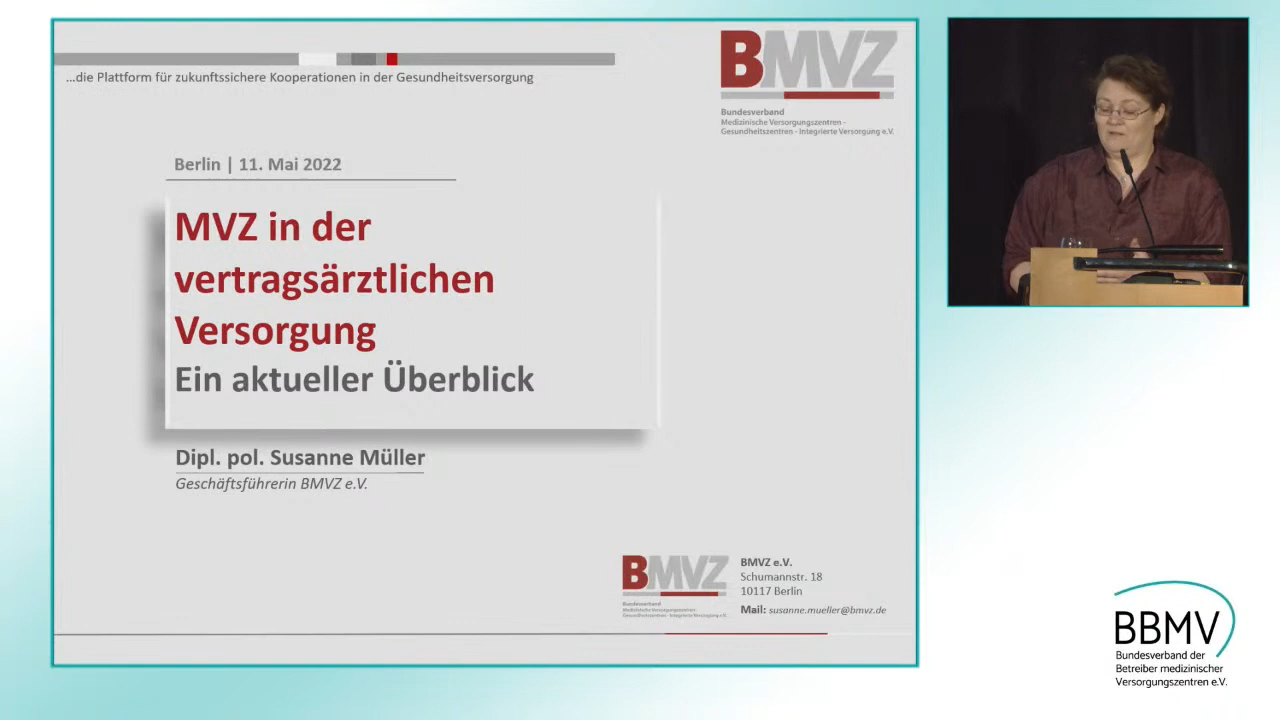 ...die Plattform für zukunftssichere Kooperationen in der Gesundheitsversorgung
BMVZ
Bundesverband
Medizinische Versorgungszentren -
Gesundheitszentren - Integrierte Versorgung e.V.
Berlin | 11. Mai 2022
MVZ in der
vertragsärztlichen
Versorgung
Ein aktueller Überblick
Dipl. pol. Susanne Müller
Geschäftsführerin BMVZ e.V.
BMVZ
Bundesverband
Medizinische Versorgungszentren -
Gesundheitszentren - Integrierte Versorgung e.V.
BMVZ e.V.
Schumannstr. 18
10117 Berlin
Mail: susanne.mueller@bmvz.de
BBMV
Bundesverband der
Betreiber medizinischer
Versorgungszentren e.V.